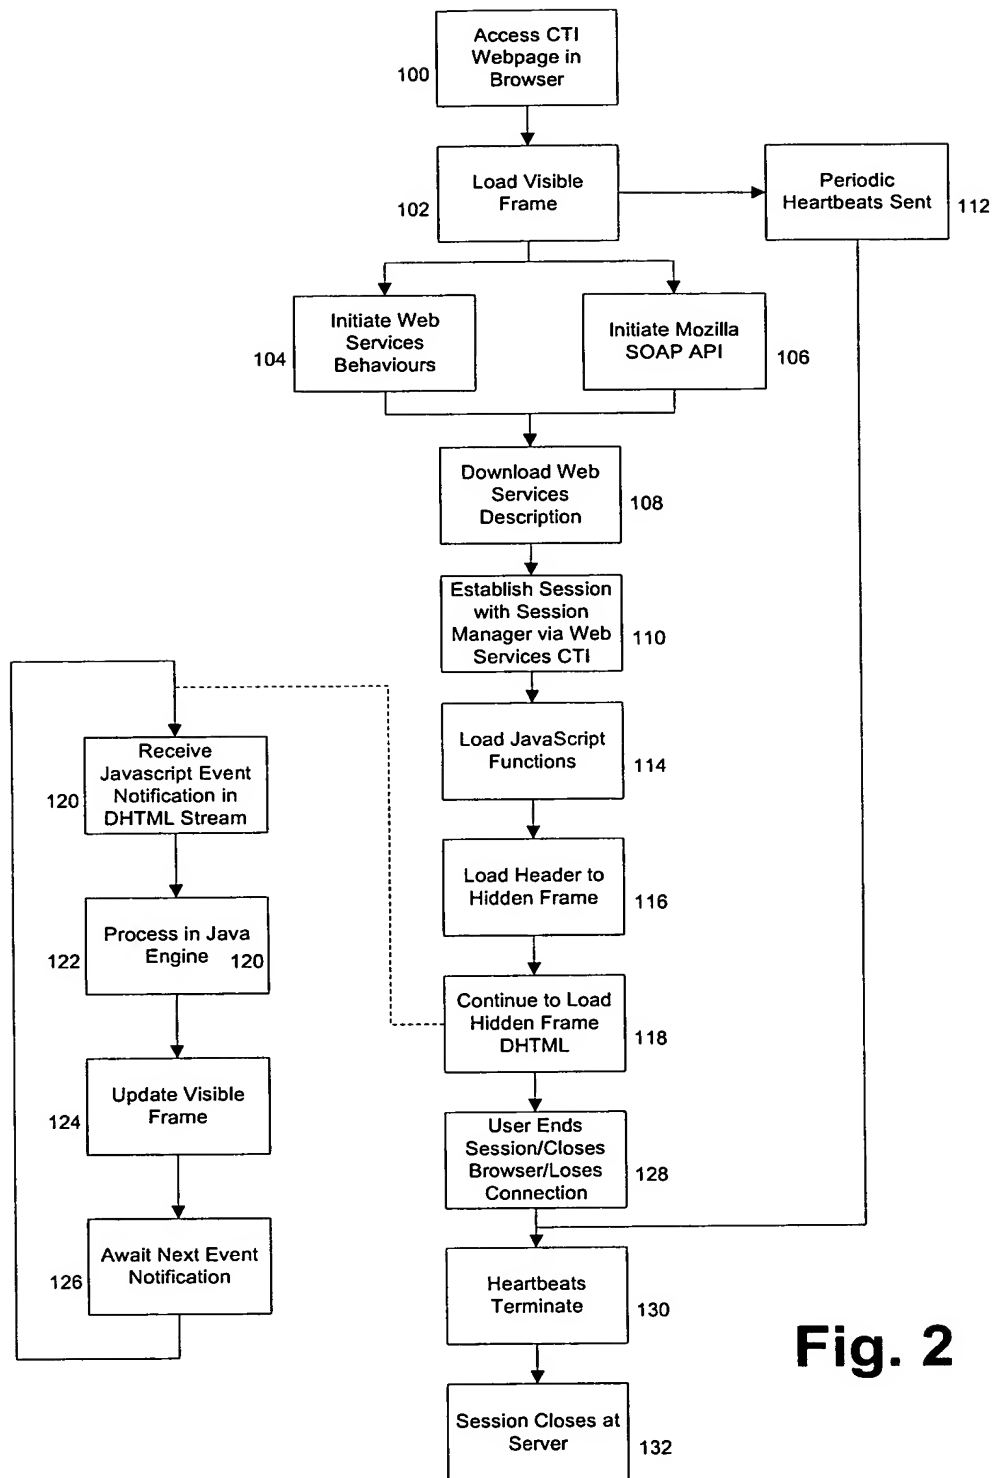 Access CTI
Webpage in
Browser
100
Load Visible
Frame
102
Periodic
Heartbeats Sent
112
Initiate Web
Services
Behaviours
104
Initiate Mozilla
SOAP API
106
Download Web
Services
Description
108
Establish Session
with Session
Manager via Web
Services CTI
110
Load JavaScript
Functions
114
Receive
Javascript Event
Notification in
DHTML Stream
120
Load Header to
Hidden Frame
116
Process in Java
Engine 120
122
Continue to Load
Hidden Frame
DHTML
118
Update Visible
Frame
124
User Ends
Session/Closes
Browser/Loses
Connection
128
Await Next Event
Notification
126
Heartbeats
Terminate
130
Session Closes at
Server
132
Fig. 2